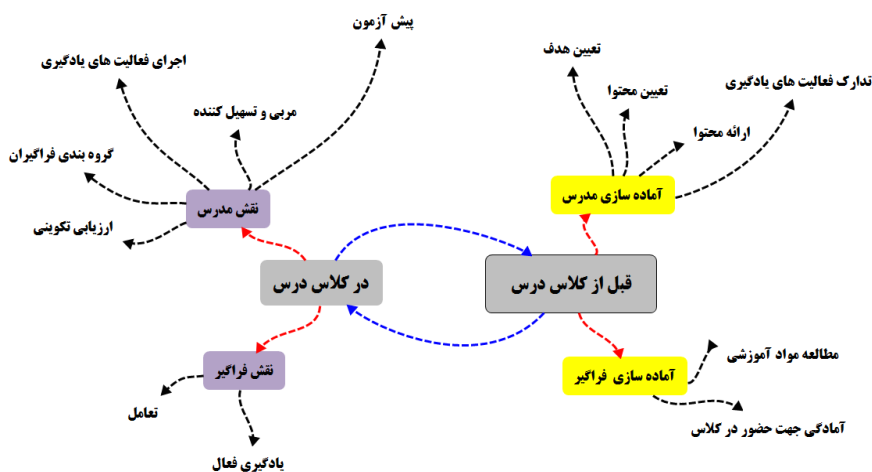 پیش آزمون
تعیین هدف
اجرای فعالیت های یادگیری
تدارک فعالیت های یادگیری
تعیین محتوا
مربی و تسهیل کننده
ارائه محتوا
گروه بندی فراگیران
آماده سازی مدرس
نقش مدرس
ارزیابی تکوینی
قبل از کلاس درس
در کلاس درس
مطالعه مواد آموزشی
آماده سازی فراگیر
نقش فراگیر
تعامل
آمادگی جهت حضور در کلاس
یادگیری فعال